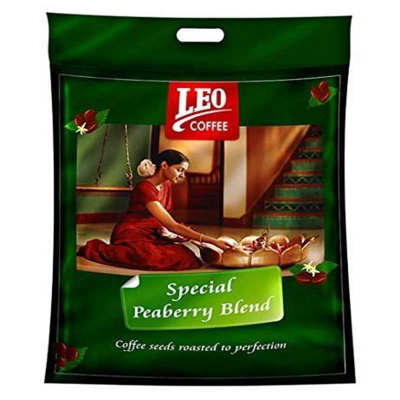 LEO
COFFEE
Special
Peaberry Blend
Coffee seeds roasted to perfection